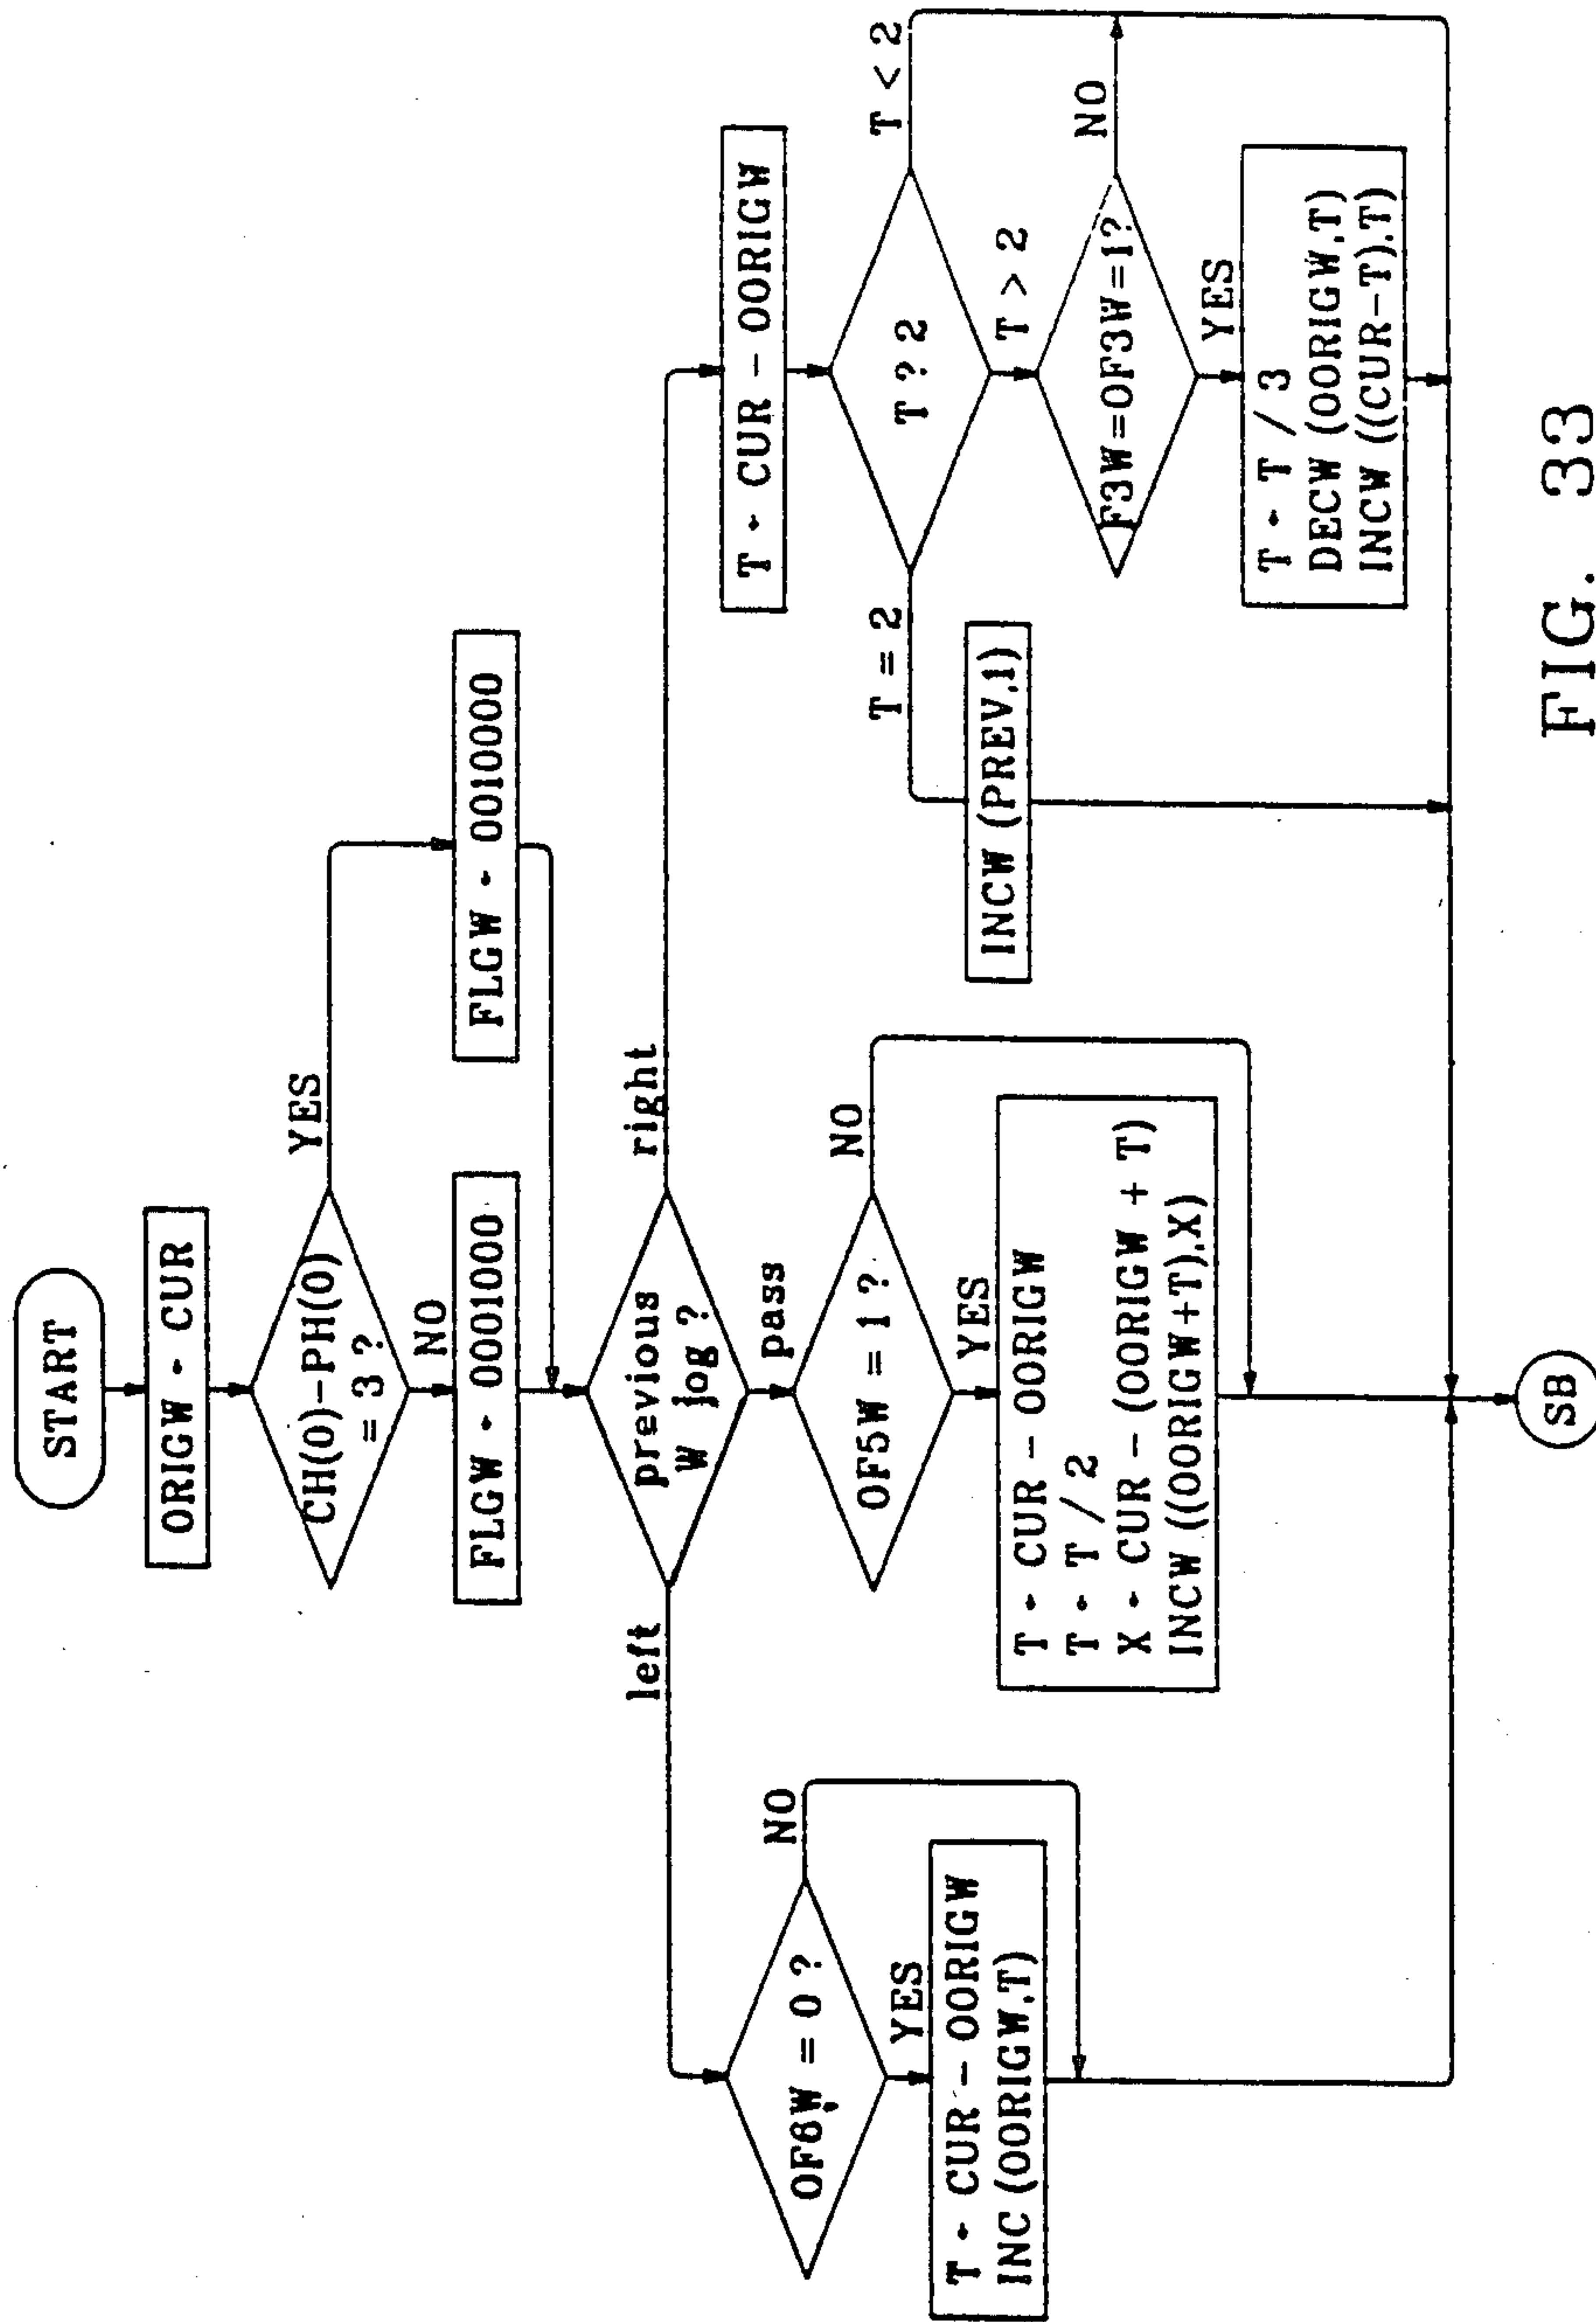 START
ORIGW ← CUR
CH(0)-PH(0)
= 3 ?
YES
NO
FLGW ← 0001000
FLGW ← 0010000
previous
W jog ?
left
pass
right
OF6W = 0 ?
NO
YES
T ← CUR - OORIGW
INC (OORIGW,T)
OF5W = 1 ?
NO
YES
T ← CUR - OORIGW
T ← T / 2
X ← CUR - (OORIGW + T)
INCW ((OORIGW+T),X)
T ← CUR - OORIGW
T ? 2
T = 2
T < 2
T > 2
INCW (PREV,1)
F3W=OF3W=1?
NO
YES
T ← T / 3
DECW (OORIGW,T)
INCW ((CUR-T),T)
SB
FIG. 33